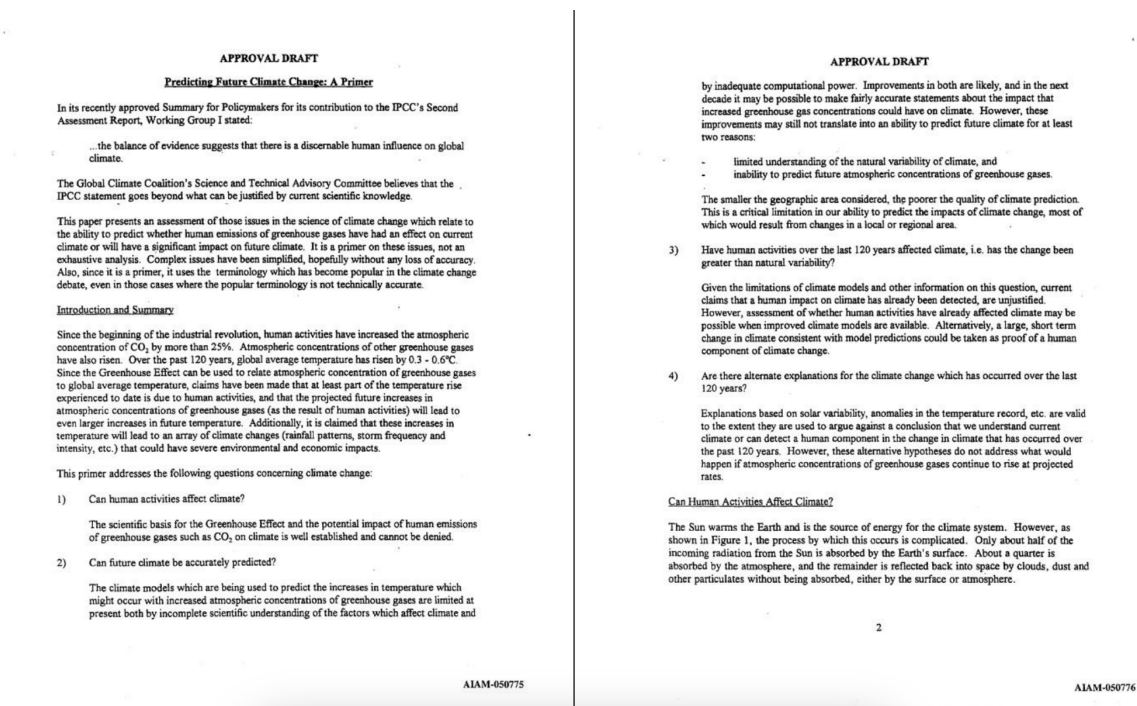 APPROVAL DRAFT
Predicting Future Climate Change: A Primer
In its recently approved Summary for Policymakers for its contribution to the IPCC's Second
Assessment Report, Working Group I stated:
...the balance of evidence suggests that there is a discernable human influence on global
climate.
The Global Climate Coalition's Science and Technical Advisory Committee believes that the
IPCC statement goes beyond what can be justified by current scientific knowledge.
This paper presents an assessment of those issues in the science of climate change which relate to
the ability to predict whether human emissions of greenhouse gases have had an effect on current
climate or will have a significant impact on future climate. It is a primer on these issues, not an
exhaustive analysis. Complex issues have been simplified, hopefully without any loss of accuracy.
Also, since it is a primer, it uses the terminology which has become popular in the climate change
debate, even in those cases where the popular terminology is not technically accurate.
Introduction and Summary
Since the beginning of the industrial revolution, human activities have increased the atmospheric
concentration of CO₂ by more than 25%. Atmospheric concentrations of other greenhouse gases
have also risen. Over the past 120 years, global average temperature has risen by 0.3 - 0.6°C.
Since the Greenhouse Effect can be used to relate atmospheric concentration of greenhouse gases
to global average temperature, claims have been made that at least part of the temperature rise
experienced to date is due to human activities, and that the projected future increases in
atmospheric concentrations of greenhouse gases (as the result of human activities) will lead to
even larger increases in future temperature. Additionally, it is claimed that these increases in
temperature will lead to an array of climate changes (rainfall patterns, storm frequency and
intensity, etc.) that could have severe environmental and economic impacts.
This primer addresses the following questions concerning climate change:
1) Can human activities affect climate?
The scientific basis for the Greenhouse Effect and the potential impact of human emissions
of greenhouse gases such as CO₂ on climate is well established and cannot be denied.
2) Can future climate be accurately predicted?
The climate models which are being used to predict the increases in temperature which
might occur with increased atmospheric concentrations of greenhouse gases are limited at
present both by incomplete scientific understanding of the factors which affect climate and
AIAM-050775
APPROVAL DRAFT
by inadequate computational power. Improvements in both are likely, and in the next
decade it may be possible to make fairly accurate statements about the impact that
increased greenhouse gas concentrations could have on climate. However, these
improvements may still not translate into an ability to predict future climate for at least
two reasons:
- limited understanding of the natural variability of climate, and
- inability to predict future atmospheric concentrations of greenhouse gases.
The smaller the geographic area considered, the poorer the quality of climate prediction.
This is a critical limitation in our ability to predict the impacts of climate change, most of
which would result from changes in a local or regional area.
3) Have human activities over the last 120 years affected climate, i.e. has the change been
greater than natural variability?
Given the limitations of climate models and other information on this question, current
claims that a human impact on climate has already been detected, are unjustified.
However, assessment of whether human activities have already affected climate may be
possible when improved climate models are available. Alternatively, a large, short term
change in climate consistent with model predictions could be taken as proof of a human
component of climate change.
4) Are there alternate explanations for the climate change which has occurred over the last
120 years?
Explanations based on solar variability, anomalies in the temperature record, etc. are valid
to the extent they are used to argue against a conclusion that we understand current
climate or can detect a human component in the change in climate that has occurred over
the past 120 years. However, these alternative hypotheses do not address what would
happen if atmospheric concentrations of greenhouse gases continue to rise at projected
rates.
Can Human Activities Affect Climate?
The Sun warms the Earth and is the source of energy for the climate system. However, as
shown in Figure 1, the process by which this occurs is complicated. Only about half of the
incoming radiation from the Sun is absorbed by the Earth's surface. About a quarter is
absorbed by the atmosphere, and the remainder is reflected back into space by clouds, dust and
other particulates without being absorbed, either by the surface or atmosphere.
2
AIAM-050776